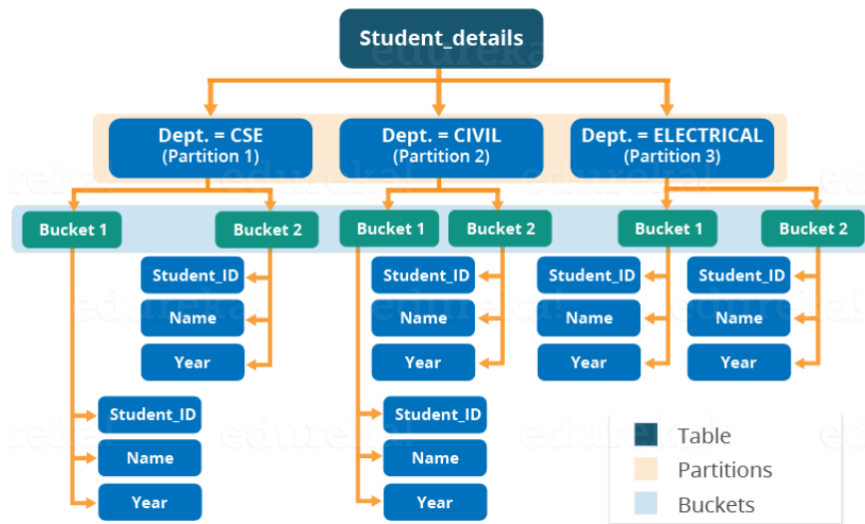 Student_details
Dept. = CSE
(Partition 1)
Dept. = CIVIL
(Partition 2)
Dept. = ELECTRICAL
(Partition 3)
Bucket 1
Bucket 2
Bucket 1
Bucket 2
Bucket 1
Bucket 2
Student_ID
Name
Year
Student_ID
Name
Year
Student_ID
Name
Year
Student_ID
Name
Year
Student_ID
Name
Year
Student_ID
Name
Year
Table
Partitions
Buckets